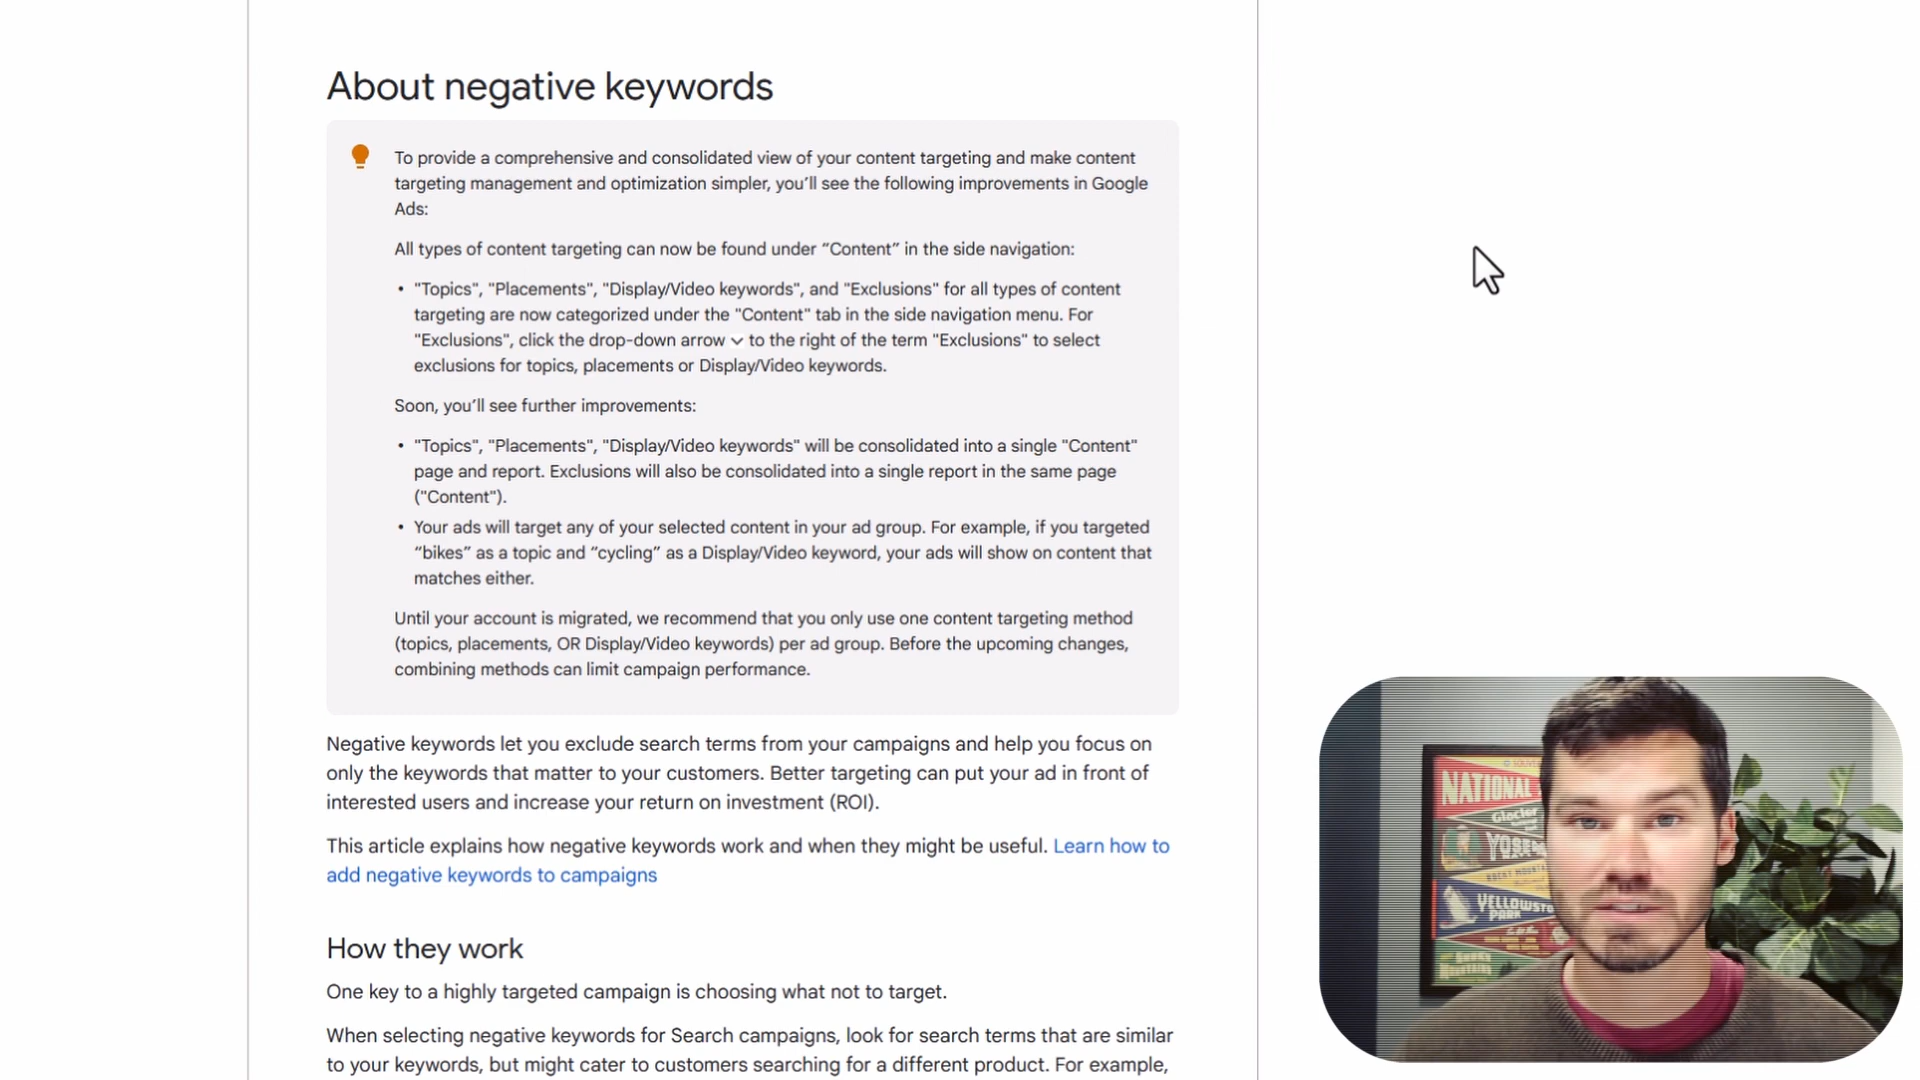 About negative keywords
To provide a comprehensive and consolidated view of your content targeting and make content
targeting management and optimization simpler, you’ll see the following improvements in Google
Ads:
All types of content targeting can now be found under “Content” in the side navigation:
• "Topics", "Placements", "Display/Video keywords", and "Exclusions" for all types of content
targeting are now categorized under the "Content" tab in the side navigation menu. For
"Exclusions", click the drop-down arrow to the right of the term "Exclusions" to select
exclusions for topics, placements or Display/Video keywords.
Soon, you’ll see further improvements:
• "Topics", "Placements", "Display/Video keywords" will be consolidated into a single "Content"
page and report. Exclusions will also be consolidated into a single report in the same page
("Content").
• Your ads will target any of your selected content in your ad group. For example, if you targeted
“bikes” as a topic and “cycling” as a Display/Video keyword, your ads will show on content that
matches either.
Until your account is migrated, we recommend that you only use one content targeting method
(topics, placements, OR Display/Video keywords) per ad group. Before the upcoming changes,
combining methods can limit campaign performance.
Negative keywords let you exclude search terms from your campaigns and help you focus on
only the keywords that matter to your customers. Better targeting can put your ad in front of
interested users and increase your return on investment (ROI).
This article explains how negative keywords work and when they might be useful. Learn how to
add negative keywords to campaigns
How they work
One key to a highly targeted campaign is choosing what not to target.
When selecting negative keywords for Search campaigns, look for search terms that are similar
to your keywords, but might cater to customers searching for a different product. For example,
NATIONAL
Glacier
YOSEM
YELLOWSTO
PARK